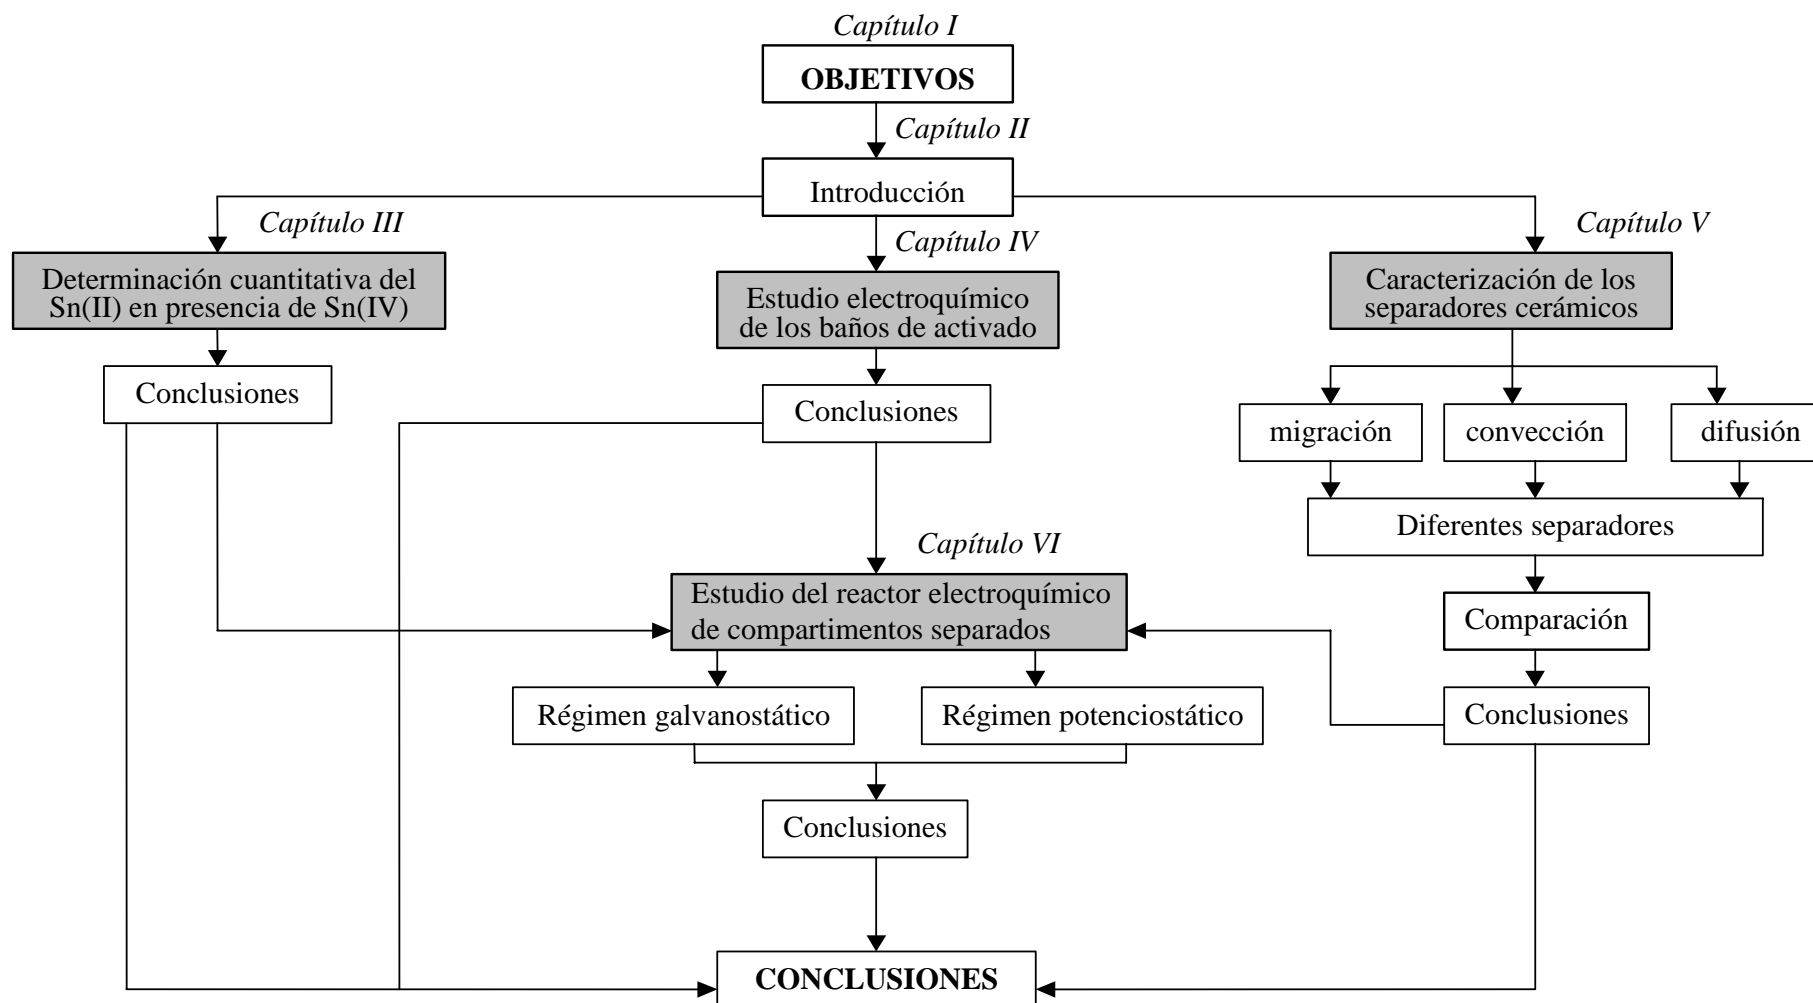 Capítulo I
OBJETIVOS
Capítulo II
Introducción
Capítulo III
Capítulo IV
Capítulo V
Determinación cuantitativa del
Sn(II) en presencia de Sn(IV)
Estudio electroquímico
de los baños de activado
Caracterización de los
separadores cerámicos
Conclusiones
Conclusiones
migración
convección
difusión
Diferentes separadores
Capítulo VI
Estudio del reactor electroquímico
de compartimentos separados
Comparación
Régimen galvanostático
Régimen potenciostático
Conclusiones
Conclusiones
CONCLUSIONES